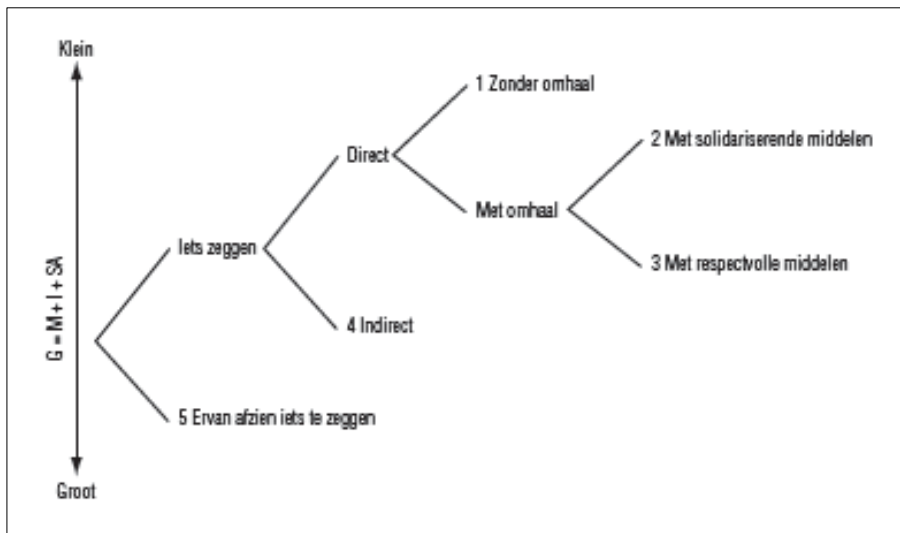 Klein
1 Zonder omhaal
2 Met solidariserende middelen
Direct
Met omhaal
Iets zeggen
3 Met respectvolle middelen
4 Indirect
G = M + I + SA
5 Ervan afzien iets te zeggen
Groot